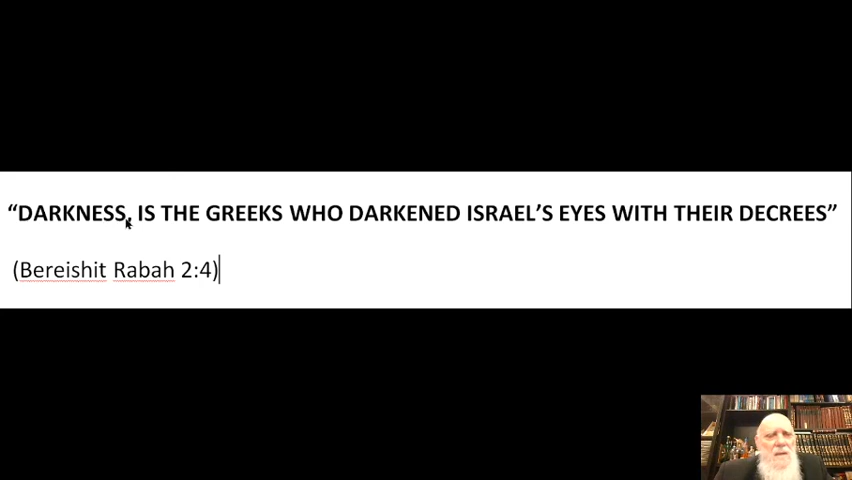 “DARKNESS, IS THE GREEKS WHO DARKENED ISRAEL’S EYES WITH THEIR DECREES”
(Bereishit Rabah 2:4)